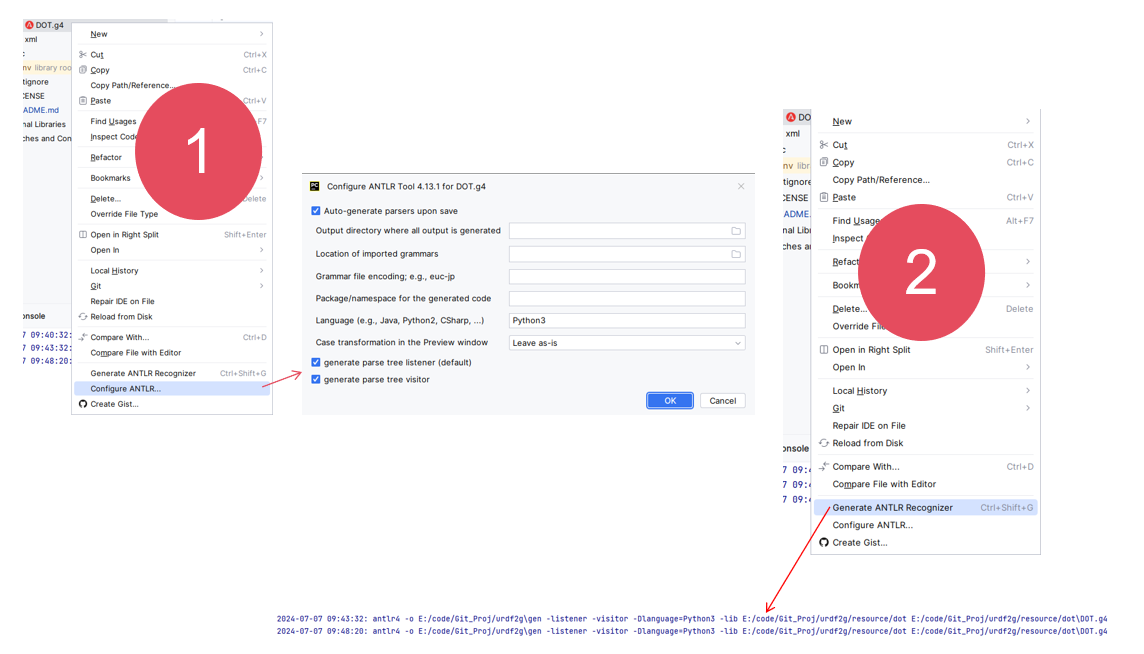 DOT.g4
xml
:
nv library roo
tignore
CENSE
ADME.md
nal Libraries
ches and Con
onsole
7 09:40:32:
7 09:43:32:
7 09:48:20:
New
Cut Ctrl+X
Copy Ctrl+C
Copy Path/Reference...
Paste Ctrl+V
Find Usages F7
Inspect Code
Refactor
Bookmarks
Delete... Delete
Override File Type
Open in Right Split Shift+Enter
Open In
Local History
Git
Repair IDE on File
Reload from Disk
Compare With... Ctrl+D
Compare File with Editor
Generate ANTLR Recognizer Ctrl+Shift+G
Configure ANTLR...
Create Gist...
1
Configure ANTLR Tool 4.13.1 for DOT.g4
Auto-generate parsers upon save
Output directory where all output is generated
Location of imported grammars
Grammar file encoding; e.g., euc-jp
Package/namespace for the generated code
Language (e.g., Java, Python2, CSharp, ...) Python3
Case transformation in the Preview window Leave as-is
generate parse tree listener (default)
generate parse tree visitor
OK Cancel
DO
xml
nv libr
tignore
CENSE
ADME.
nal Libr
ches a
onsole
7 09:4
7 09:4
7 09:4
New
Cut Ctrl+X
Copy Ctrl+C
Copy Path/Reference...
Paste Ctrl+V
Find Usage Alt+F7
Inspect
Refact
Bookm
Delete... Delete
Override File
Open in Right Split Shift+Enter
Open In
Local History
Git
Repair IDE on File
Reload from Disk
Compare With... Ctrl+D
Compare File with Editor
Generate ANTLR Recognizer Ctrl+Shift+G
Configure ANTLR...
Create Gist...
2
2024-07-07 09:43:32: antlr4 -o E:/code/Git_Proj/urdf2g\gen -listener -visitor -Dlanguage=Python3 -lib E:/code/Git_Proj/urdf2g/resource/dot E:/code/Git_Proj/urdf2g/resource/dot\DOT.g4
2024-07-07 09:48:20: antlr4 -o E:/code/Git_Proj/urdf2g\gen -listener -visitor -Dlanguage=Python3 -lib E:/code/Git_Proj/urdf2g/resource/dot E:/code/Git_Proj/urdf2g/resource/dot\DOT.g4